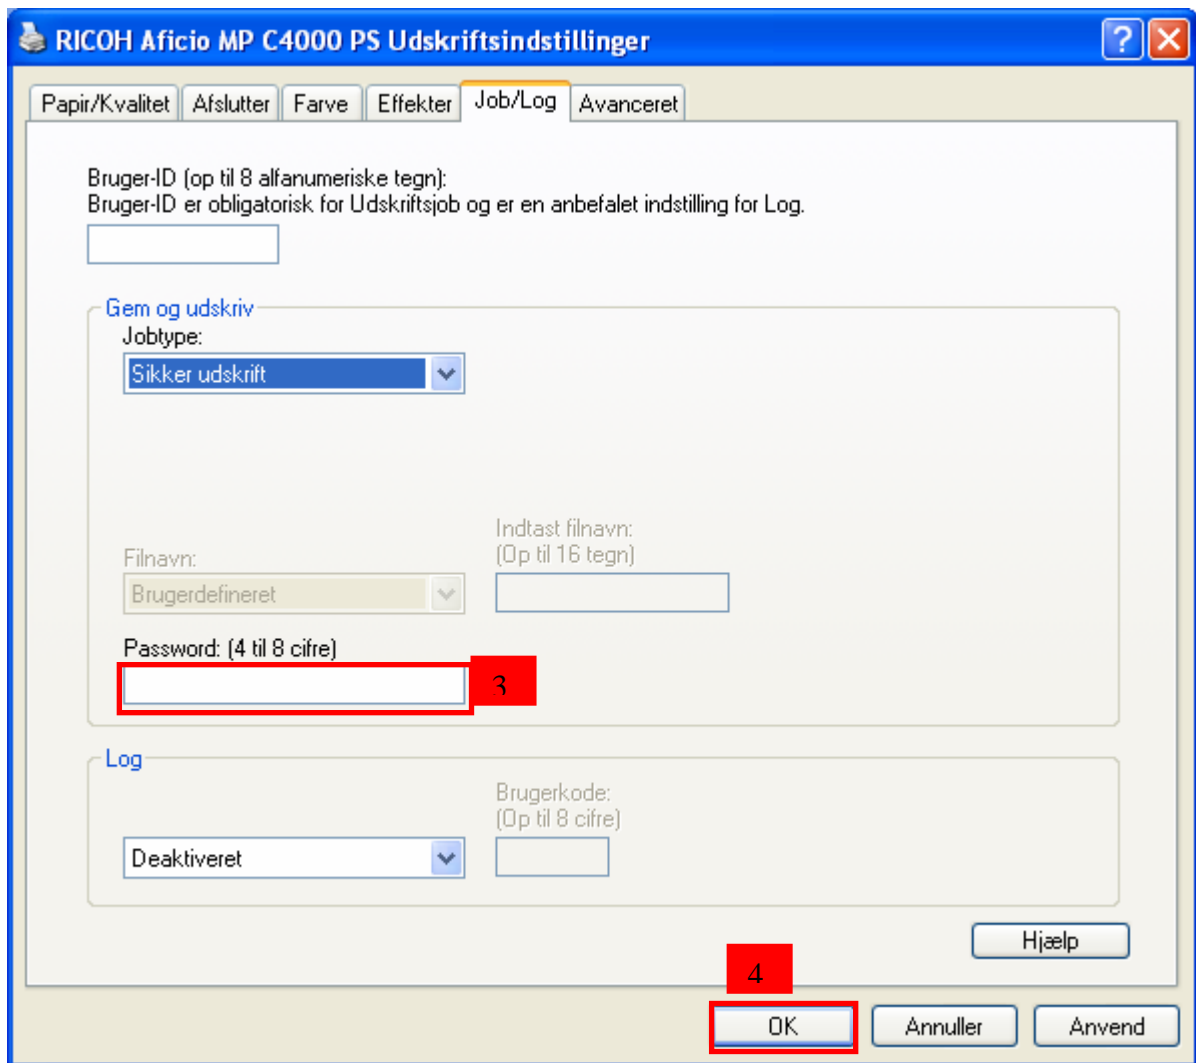 RICOH Aficio MP C4000 PS Udskriftsindstillinger
Papir/Kvalitet Afslutter Farve Effekter Job/Log Avanceret
Bruger-ID (op til 8 alfanumeriske tegn):
Bruger-ID er obligatorisk for Udskriftsjob og er en anbefalet indstilling for Log.
Gem og udskriv
Jobtype:
Sikker udskrift
Filnavn:
Brugerdefineret
Indtast filnavn:
(Op til 16 tegn)
Password: (4 til 8 cifre)
3
Log
Deaktiveret
Brugerkode:
(Op til 8 cifre)
Hjælp
4
OK Annuller Anvend